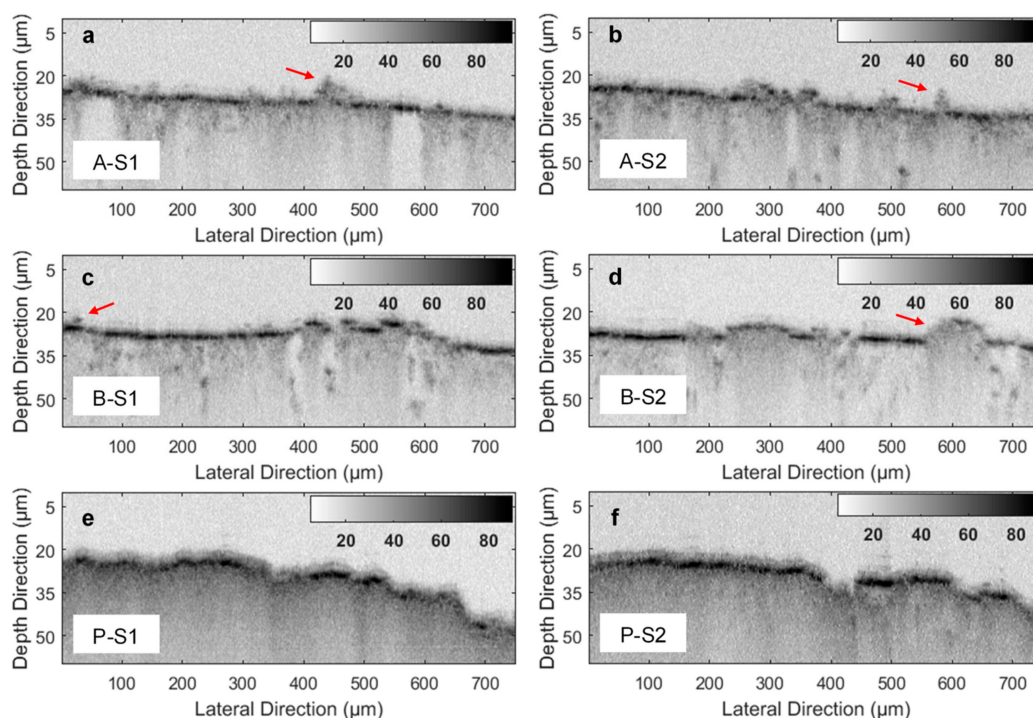 a
20 40 60 80
5
20
35
50
Depth Direction (μm)
A-S1
100 200 300 400 500 600 700
Lateral Direction (μm)
b
20 40 60 80
5
20
35
50
Depth Direction (μm)
A-S2
100 200 300 400 500 600 700
Lateral Direction (μm)
c
20 40 60 80
5
20
35
50
Depth Direction (μm)
B-S1
100 200 300 400 500 600 700
Lateral Direction (μm)
d
20 40 60 80
5
20
35
50
Depth Direction (μm)
B-S2
100 200 300 400 500 600 700
Lateral Direction (μm)
e
20 40 60 80
5
20
35
50
Depth Direction (μm)
P-S1
100 200 300 400 500 600 700
Lateral Direction (μm)
f
20 40 60 80
5
20
35
50
Depth Direction (μm)
P-S2
100 200 300 400 500 600 700
Lateral Direction (μm)